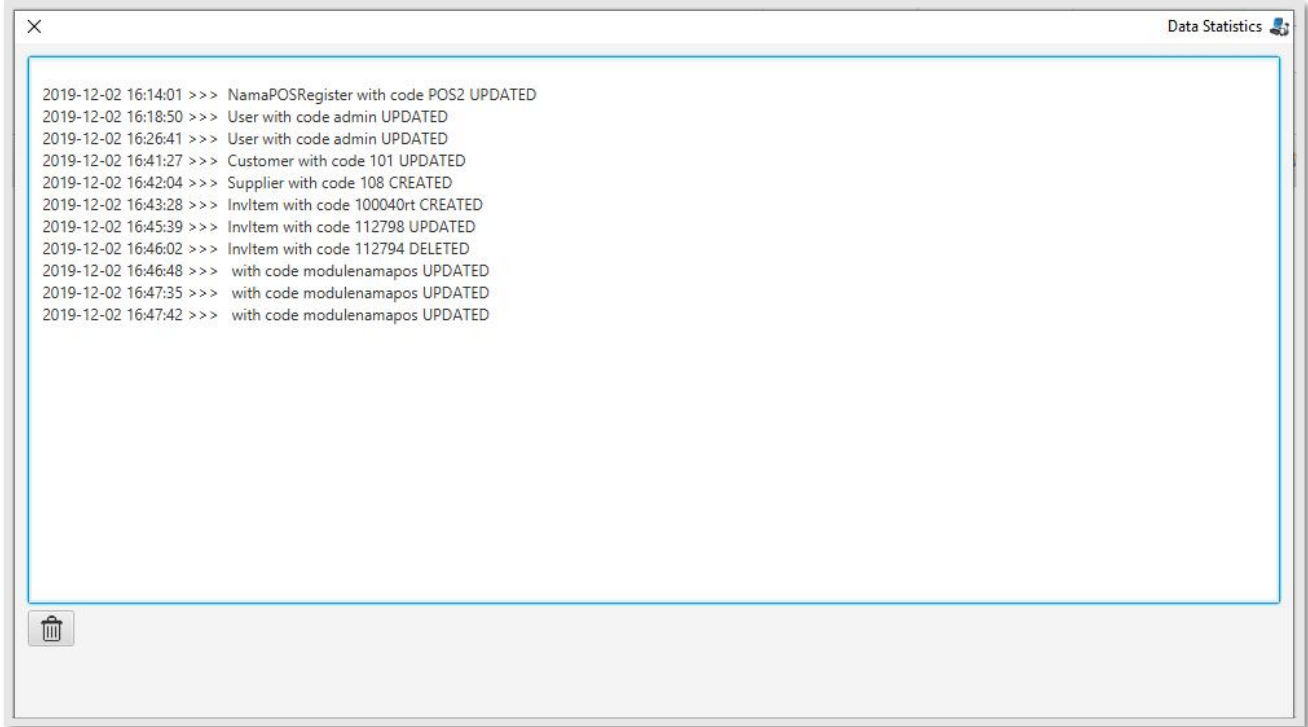 Data Statistics
2019-12-02 16:14:01 >>> NamaPOSRegister with code POS2 UPDATED
2019-12-02 16:18:50 >>> User with code admin UPDATED
2019-12-02 16:26:41 >>> User with code admin UPDATED
2019-12-02 16:41:27 >>> Customer with code 101 UPDATED
2019-12-02 16:42:04 >>> Supplier with code 108 CREATED
2019-12-02 16:43:28 >>> InvItem with code 100040rt CREATED
2019-12-02 16:45:39 >>> InvItem with code 112798 UPDATED
2019-12-02 16:46:02 >>> InvItem with code 112794 DELETED
2019-12-02 16:46:48 >>> with code modulenamapos UPDATED
2019-12-02 16:47:35 >>> with code modulenamapos UPDATED
2019-12-02 16:47:42 >>> with code modulenamapos UPDATED